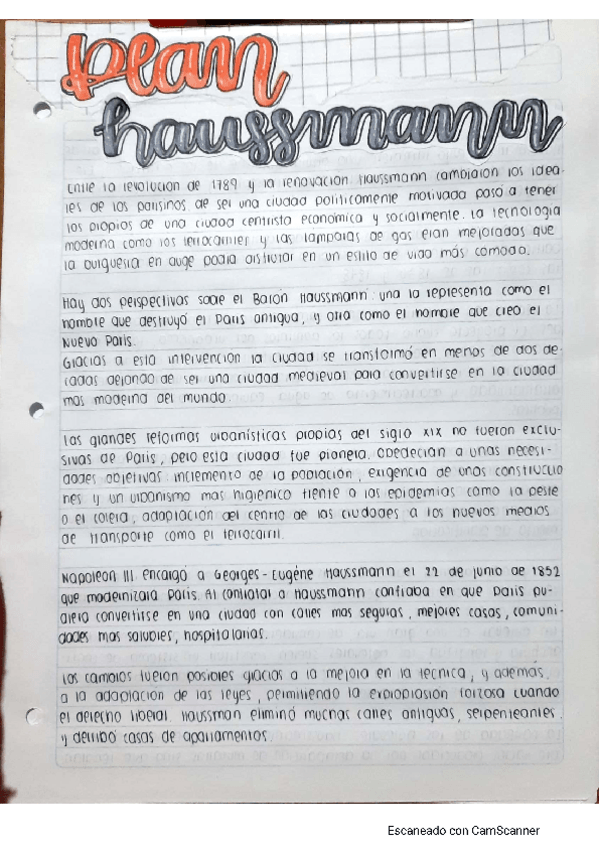 plan
haussmann
Entre la revolución de 1789 y la renovación Haussmann cambiaron los idea-
les de los parisinos. de ser una ciudad políticamente motivada pasó a tener
los propios de una ciudad centrista económica y socialmente. La tecnología
moderna como los ferrocarriles y las lámparas de gas eran mejoradas que
la burguesía en auge podía disfrutar en un estilo de vida más comodo.
Hay dos perspectivas sobre el Barón Haussmann: una lo representa como el
hombre que destruyó el París antigua, y otra como el hombre que creo el
Nuevo París.
Gracias a esta intervención la ciudad se transformó en menos de dos dé-
cadas dejando de ser una ciudad medieval para convertirse en la ciudad
mas moderna del mundo.
Las grandes reformas urbanísticas propias del siglo XIX no fueron exclu-
sivas de París, pero esta ciudad fue pionera. Obedecían a unas necesi-
dades objetivas: incremento de la población, exigencia de unas construccio
nes y un urbanismo mas higienico frente a las epidemias como la peste
o el colera, adaptación del centro de las ciudades a los nuevos medios
de transporte como el ferrocarril.
Napoleon III encargó a Georges-Eugène Haussmann el 22 de junio de 1852
que modernizara París. Al contratar a Haussmann confiaba en que París pu-
diera convertirse en una ciudad con calles mas seguras, mejores casas, comuni-
dades mas salubles, hospitalarias.
Los cambios fueron posibles gracias a la mejora en la técnica, y además,
a la adaptación de las leyes, permitiendo la expropiasión forzosa cuando
el derecho liberal. Haussman eliminó muchas calles antiguas, serpenteantes.
y derribó casas de apartamentos.
Escaneado con CamScanner